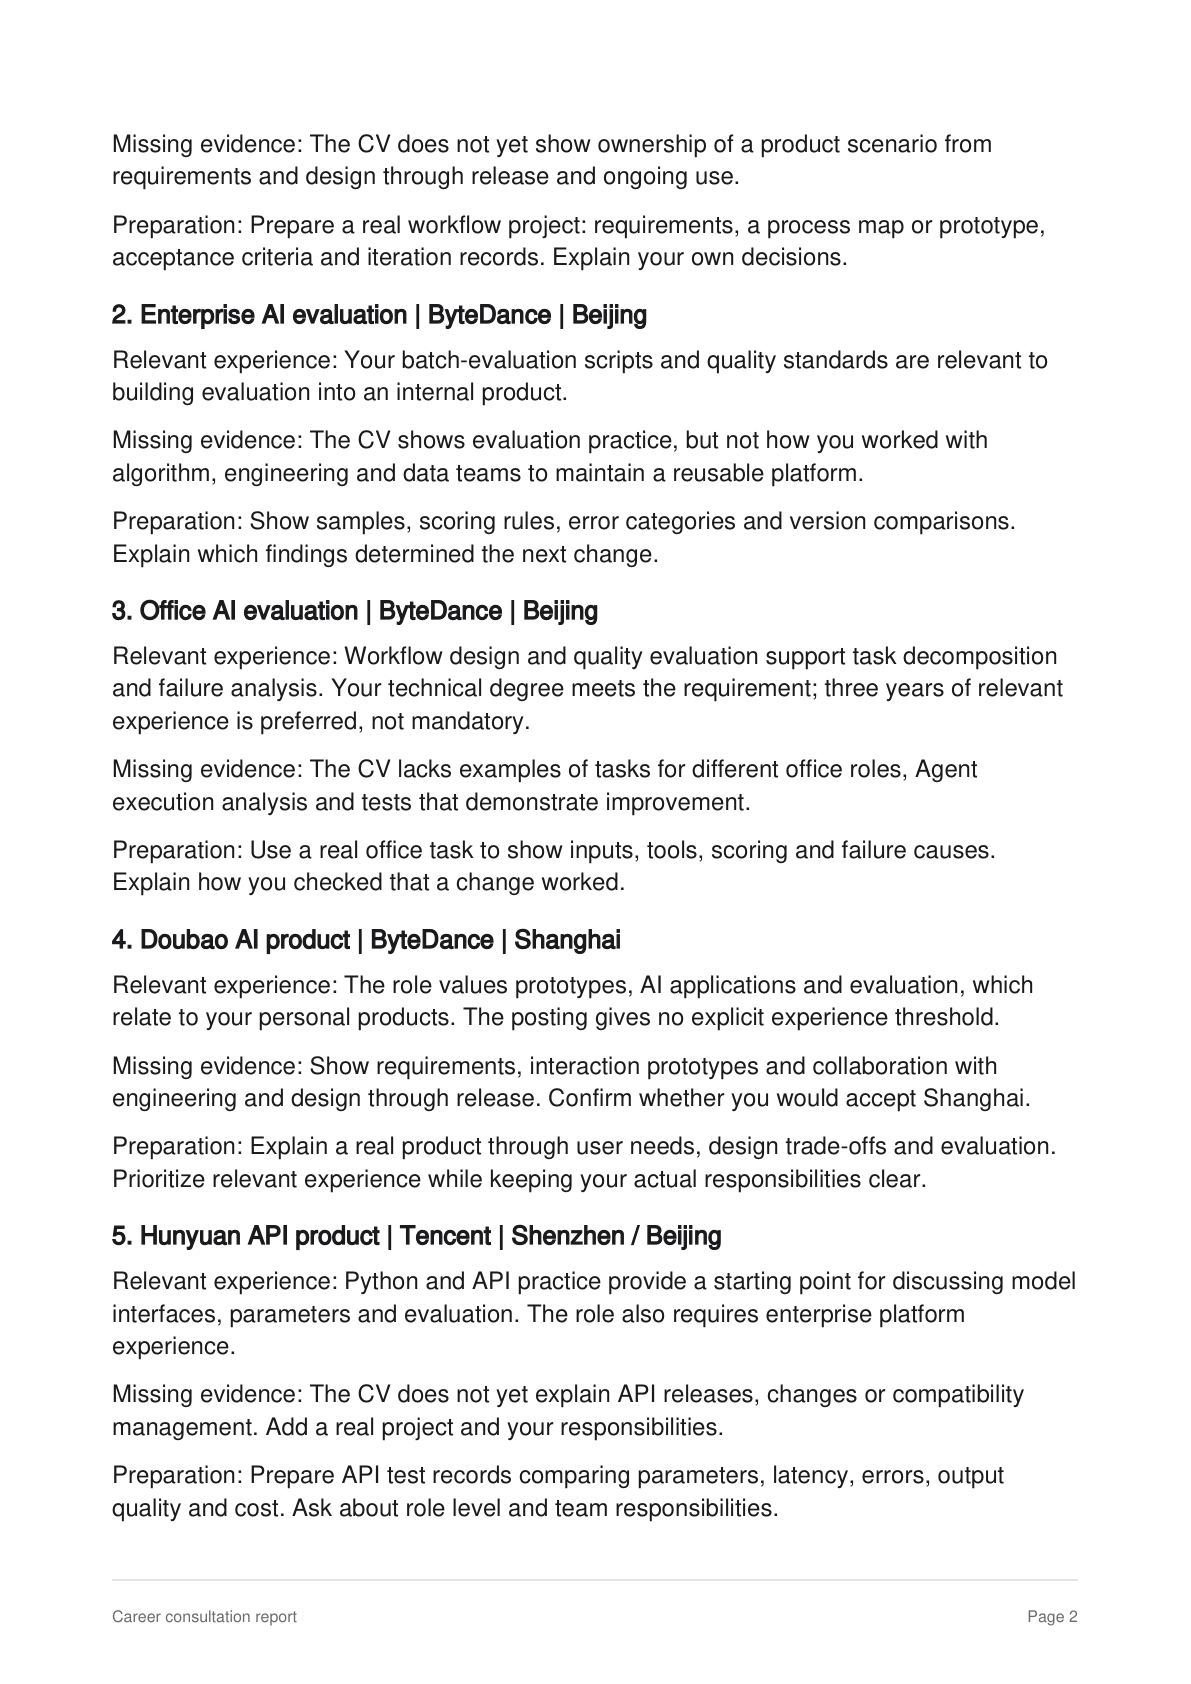 Missing evidence: The CV does not yet show ownership of a product scenario from
requirements and design through release and ongoing use.
Preparation: Prepare a real workflow project: requirements, a process map or prototype,
acceptance criteria and iteration records. Explain your own decisions.
2. Enterprise AI evaluation | ByteDance | Beijing
Relevant experience: Your batch-evaluation scripts and quality standards are relevant to
building evaluation into an internal product.
Missing evidence: The CV shows evaluation practice, but not how you worked with
algorithm, engineering and data teams to maintain a reusable platform.
Preparation: Show samples, scoring rules, error categories and version comparisons.
Explain which findings determined the next change.
3. Office AI evaluation | ByteDance | Beijing
Relevant experience: Workflow design and quality evaluation support task decomposition
and failure analysis. Your technical degree meets the requirement; three years of relevant
experience is preferred, not mandatory.
Missing evidence: The CV lacks examples of tasks for different office roles, Agent
execution analysis and tests that demonstrate improvement.
Preparation: Use a real office task to show inputs, tools, scoring and failure causes.
Explain how you checked that a change worked.
4. Doubao AI product | ByteDance | Shanghai
Relevant experience: The role values prototypes, AI applications and evaluation, which
relate to your personal products. The posting gives no explicit experience threshold.
Missing evidence: Show requirements, interaction prototypes and collaboration with
engineering and design through release. Confirm whether you would accept Shanghai.
Preparation: Explain a real product through user needs, design trade-offs and evaluation.
Prioritize relevant experience while keeping your actual responsibilities clear.
5. Hunyuan API product | Tencent | Shenzhen / Beijing
Relevant experience: Python and API practice provide a starting point for discussing model
interfaces, parameters and evaluation. The role also requires enterprise platform
experience.
Missing evidence: The CV does not yet explain API releases, changes or compatibility
management. Add a real project and your responsibilities.
Preparation: Prepare API test records comparing parameters, latency, errors, output
quality and cost. Ask about role level and team responsibilities.
Career consultation report
Page 2